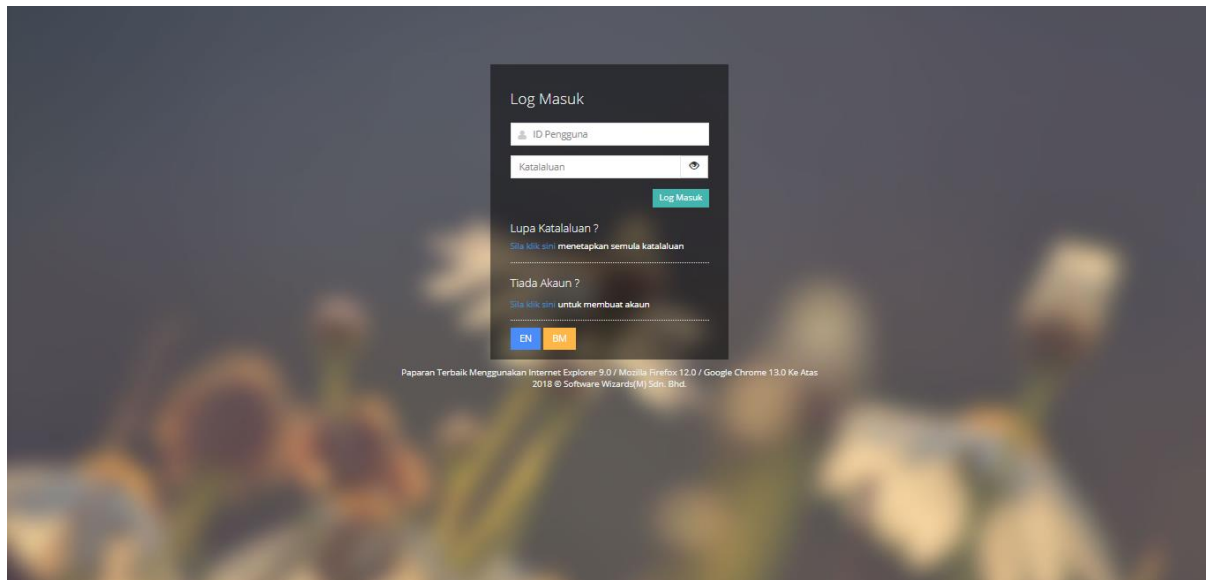 Log Masuk
ID Pengguna
Katalaluan
Log Masuk
Lupa Katalaluan ?
Sila klik sini menetapkan semula katalaluan
Tiada Akaun ?
Sila klik sini untuk membuat akaun
EN BM
Paparan Terbaik Menggunakan Internet Explorer 9.0 / Mozilla Firefox 12.0 / Google Chrome 13.0 Ke Atas
2018 © Software Wizards(M) Sdn. Bhd.